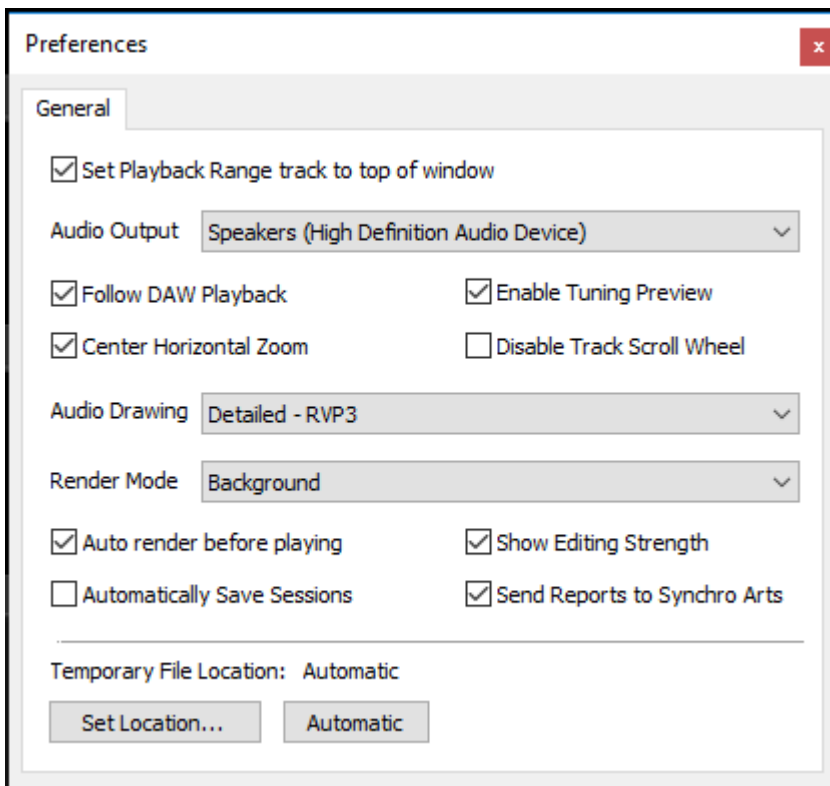 Preferences
x
General
Set Playback Range track to top of window
Audio Output Speakers (High Definition Audio Device)
Follow DAW Playback Enable Tuning Preview
Center Horizontal Zoom Disable Track Scroll Wheel
Audio Drawing Detailed - RVP3
Render Mode Background
Auto render before playing Show Editing Strength
Automatically Save Sessions Send Reports to Synchro Arts
Temporary File Location: Automatic
Set Location... Automatic